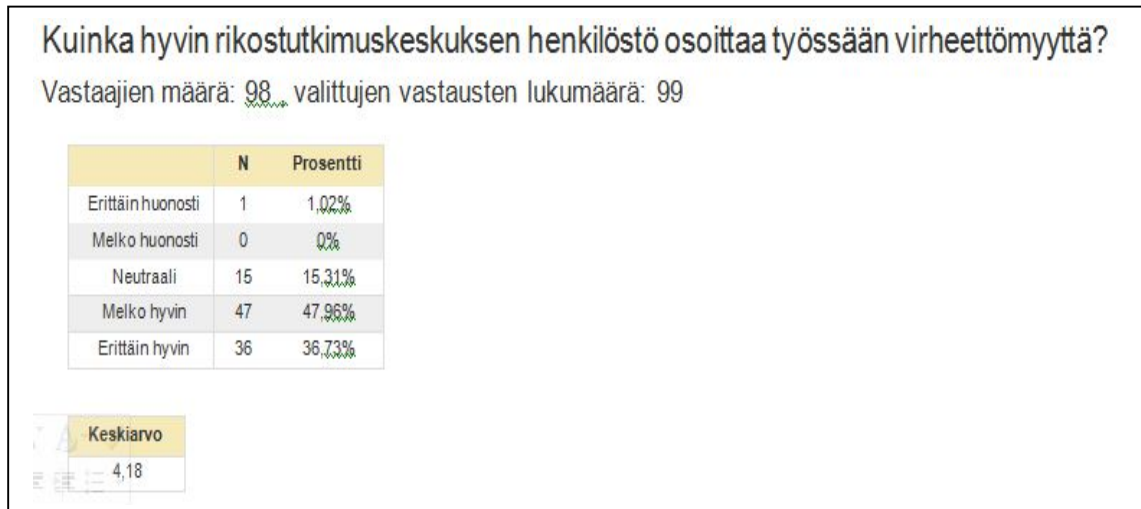 Kuinka hyvin rikostutkimuskeskuksen henkilöstö osoittaa työssään virheettömyyttä?
Vastaajien määrä: 98 , valittujen vastausten lukumäärä: 99
N Prosentti
Erittäin huonosti 1 1,02%
Melko huonosti 0 0%
Neutraali 15 15,31%
Melko hyvin 47 47,96%
Erittäin hyvin 36 36,73%
Keskiarvo
4,18